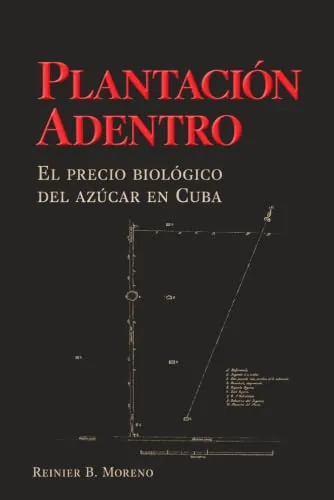 PLANTACIÓN
ADENTRO
EL PRECIO BIOLÓGICO
DEL AZÚCAR EN CUBA
REINIER B. MORENO